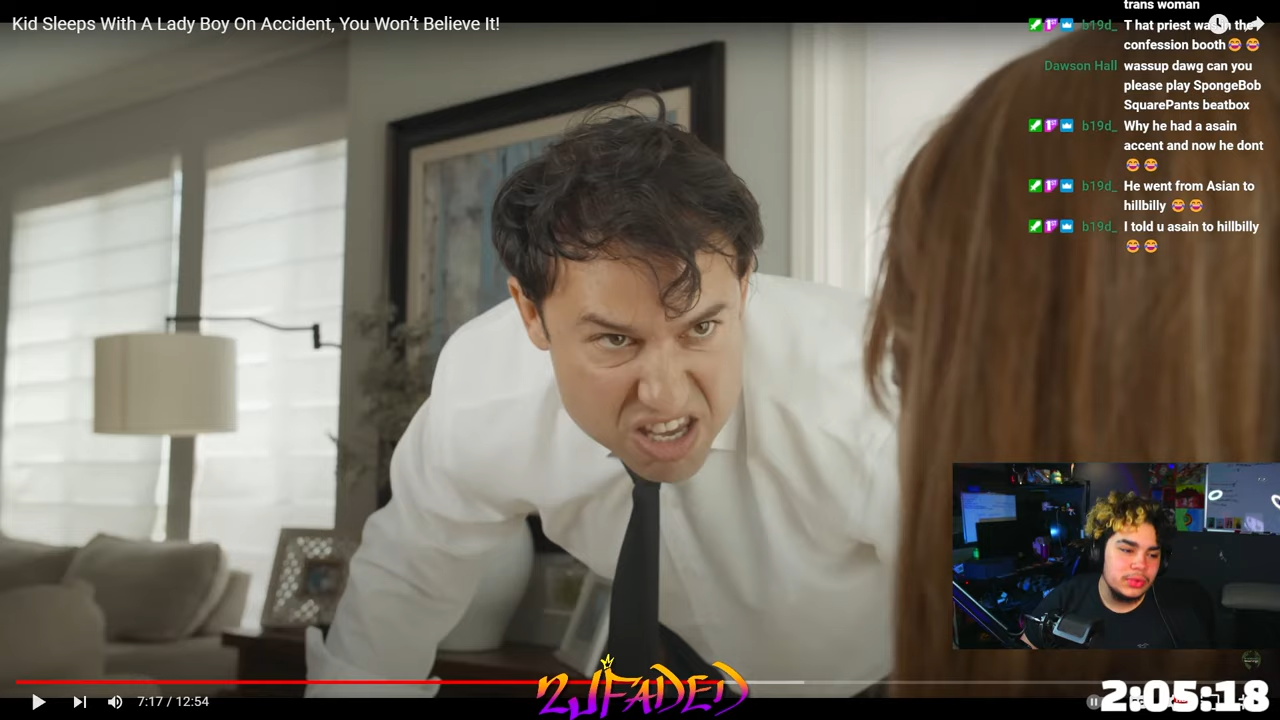 Kid Sleeps With A Lady Boy On Accident, You Won't Believe It!
trans woman
b19d_ T hat priest was in the
confession booth😂 😂
Dawson Hall wassup dawg can you
please play SpongeBob
SquarePants beatbox
b19d_ Why he had a asain
accent and now he dont
😂 😂
b19d_ He went from Asian to
hillbilly 😂 😂
b19d_ I told u asain to hillbilly
😂 😂
7:17 / 12:54
2JFADED
2:05:18